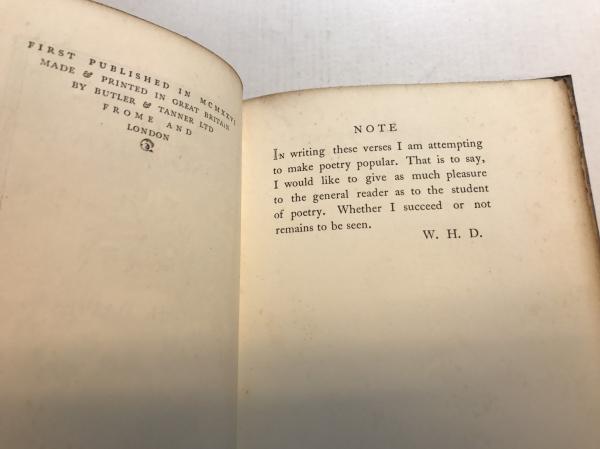 FIRST PUBLISHED IN MCMXXVI
MADE & PRINTED IN GREAT BRITAIN
BY BUTLER & TANNER LTD
FROME AND
LONDON
NOTE
IN writing these verses I am attempting
to make poetry popular. That is to say,
I would like to give as much pleasure
to the general reader as to the student
of poetry. Whether I succeed or not
remains to be seen.
W. H. D.